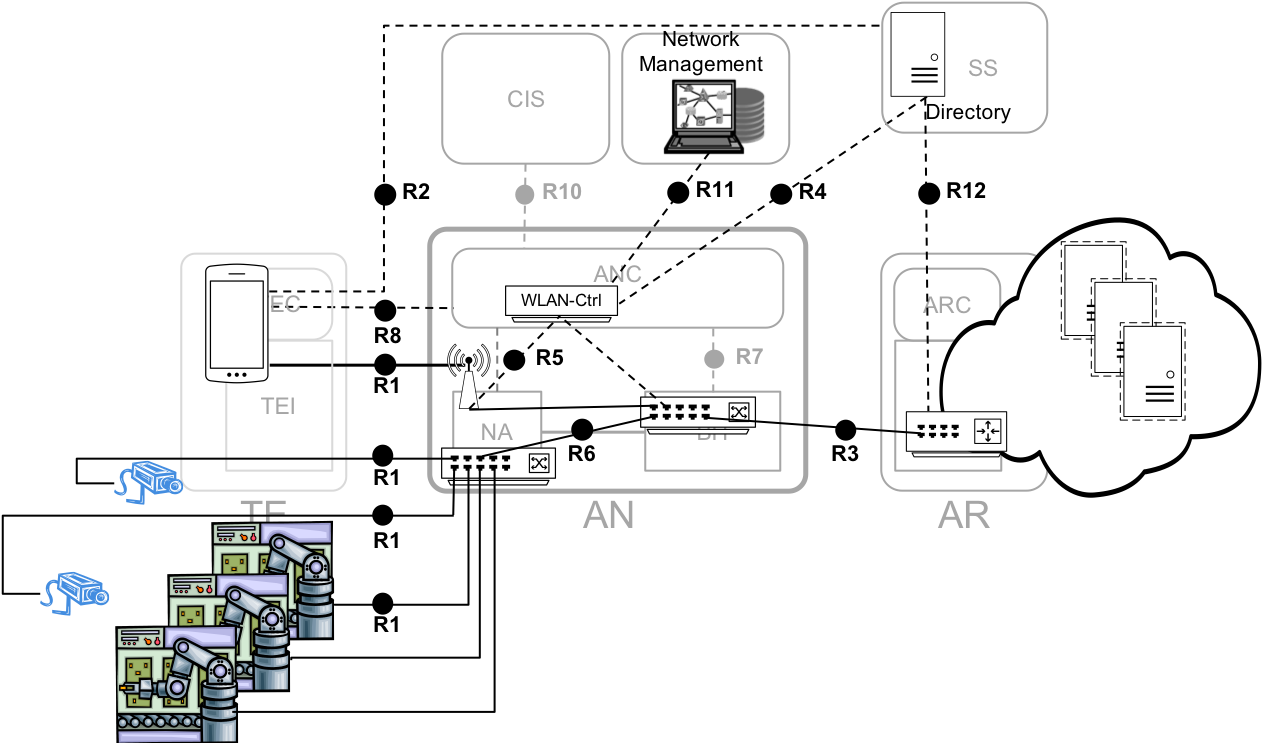 Network
Management
SS
CIS
Directory
R2
R10
R11
R4
R12
ANC
EC
WLAN-Ctrl
ARC
R8
R5
R7
R1
TEI
NA
BH
R6
R3
R1
TE
AN
AR
R1
R1